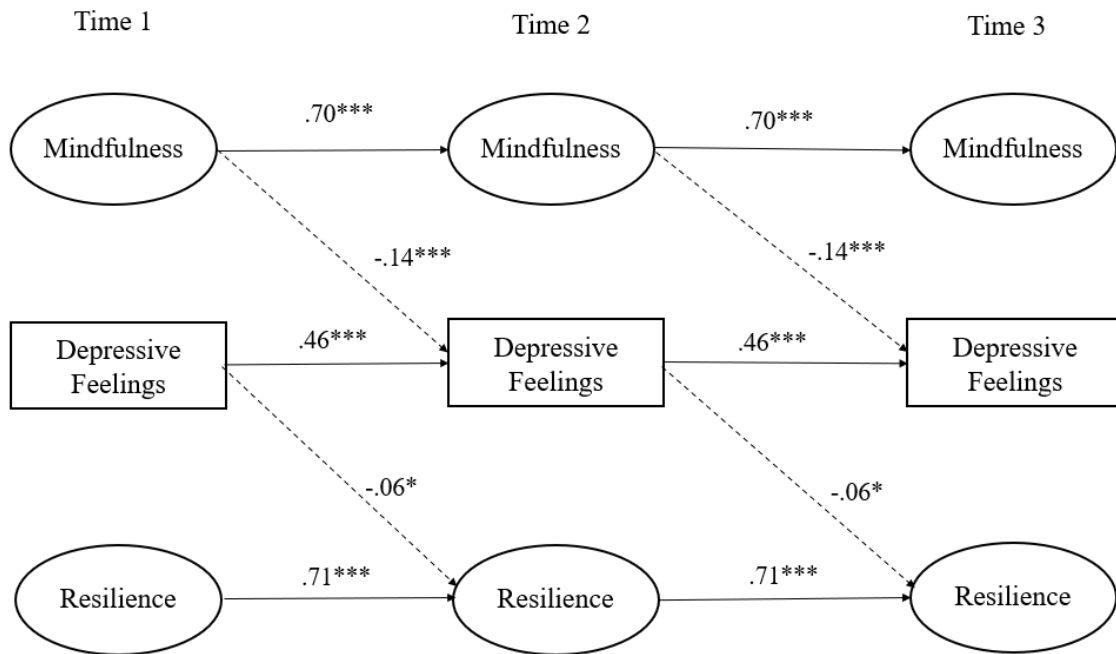 Time 1
Time 2
Time 3
Mindfulness
.70***
Mindfulness
.70***
Mindfulness
-.14***
-.14***
Depressive
Feelings
.46***
Depressive
Feelings
.46***
Depressive
Feelings
-.06*
-.06*
Resilience
.71***
Resilience
.71***
Resilience